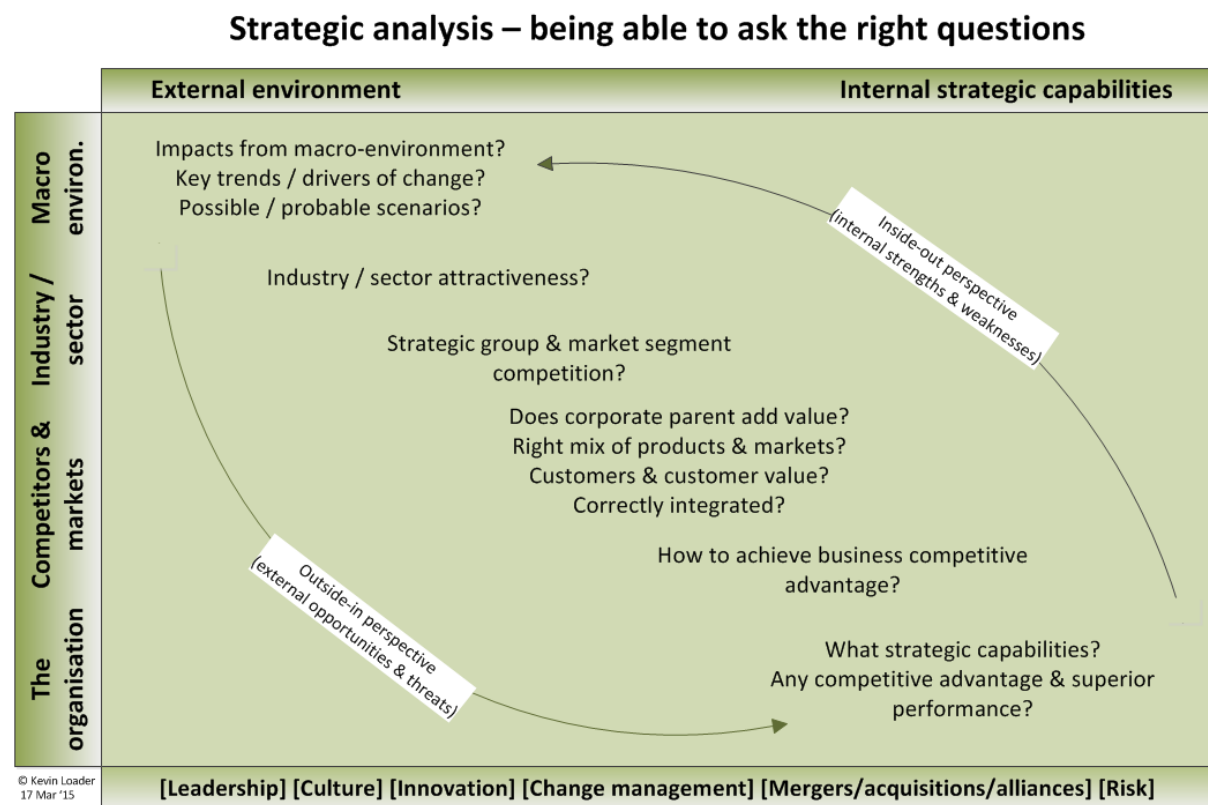 Strategic analysis – being able to ask the right questions
External environment
Internal strategic capabilities
Macro
environ.
Industry /
sector
Competitors &
markets
The
organisation
Impacts from macro-environment?
Key trends / drivers of change?
Possible / probable scenarios?
Industry / sector attractiveness?
Strategic group & market segment
competition?
Does corporate parent add value?
Right mix of products & markets?
Customers & customer value?
Correctly integrated?
How to achieve business competitive
advantage?
What strategic capabilities?
Any competitive advantage & superior
performance?
Inside-out perspective
(internal strengths & weaknesses)
Outside-in perspective
(external opportunities & threats)
© Kevin Loader
17 Mar '15
[Leadership] [Culture] [Innovation] [Change management] [Mergers/acquisitions/alliances] [Risk]